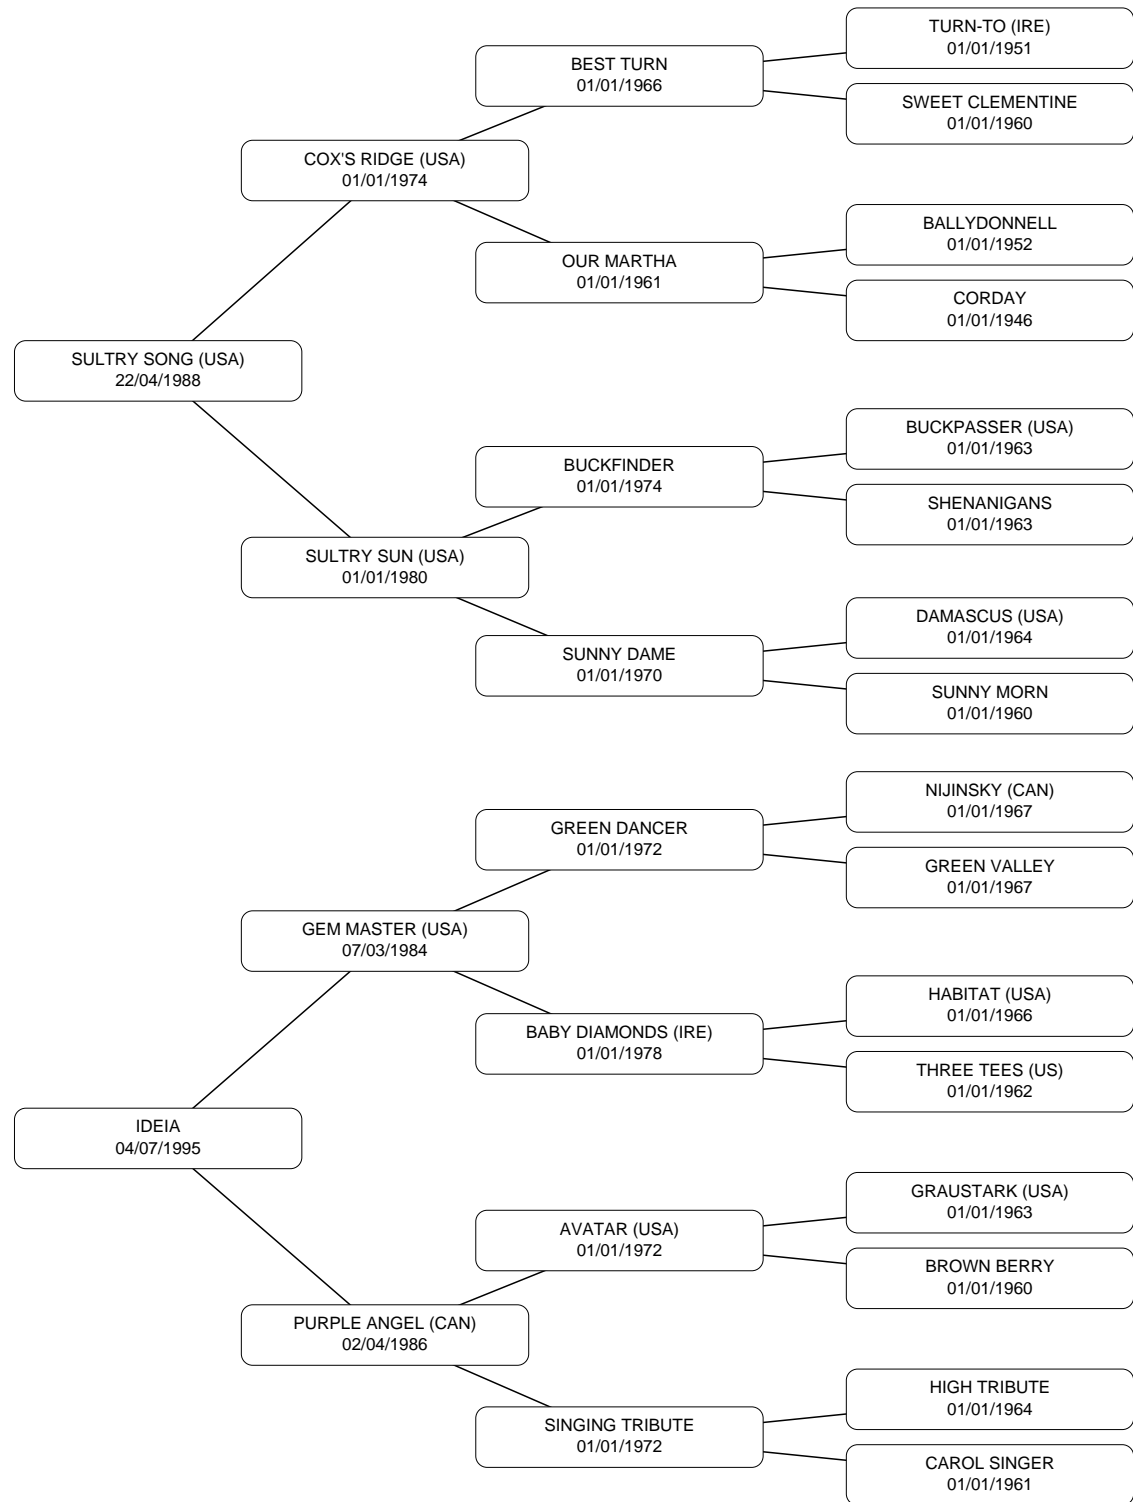 TURN-TO (IRE)
01/01/1951
BEST TURN
01/01/1966
SWEET CLEMENTINE
01/01/1960
COX'S RIDGE (USA)
01/01/1974
BALLYDONNELL
01/01/1952
OUR MARTHA
01/01/1961
CORDAY
01/01/1946
SULTRY SONG (USA)
22/04/1988
BUCKPASSER (USA)
01/01/1963
BUCKFINDER
01/01/1974
SHENANIGANS
01/01/1963
SULTRY SUN (USA)
01/01/1980
DAMASCUS (USA)
01/01/1964
SUNNY DAME
01/01/1970
SUNNY MORN
01/01/1960
NIJINSKY (CAN)
01/01/1967
GREEN DANCER
01/01/1972
GREEN VALLEY
01/01/1967
GEM MASTER (USA)
07/03/1984
HABITAT (USA)
01/01/1966
BABY DIAMONDS (IRE)
01/01/1978
THREE TEES (US)
01/01/1962
IDEIA
04/07/1995
GRAUSTARK (USA)
01/01/1963
AVATAR (USA)
01/01/1972
BROWN BERRY
01/01/1960
PURPLE ANGEL (CAN)
02/04/1986
HIGH TRIBUTE
01/01/1964
SINGING TRIBUTE
01/01/1972
CAROL SINGER
01/01/1961